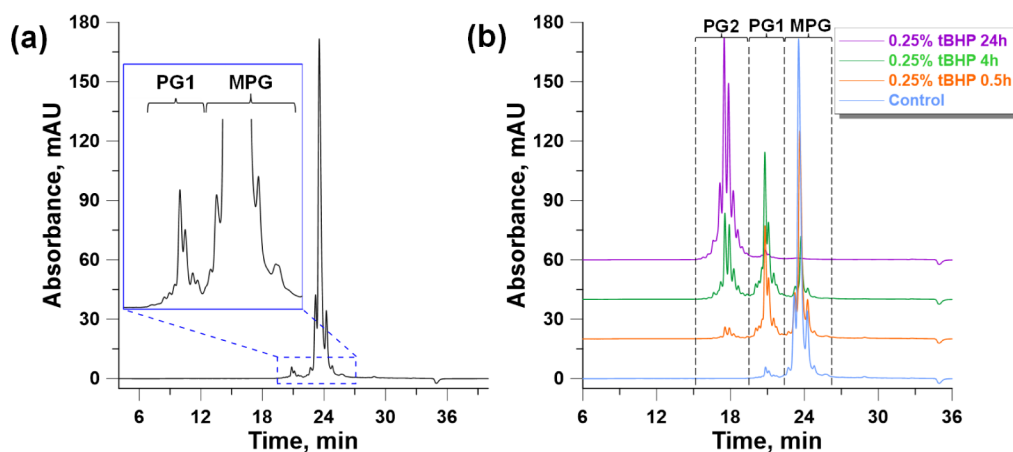 (a)
Absorbance, mAU
180
150
120
90
60
30
0
PG1 MPG
6 12 18 24 30 36
Time, min
(b)
Absorbance, mAU
180
150
120
90
60
30
0
PG2 PG1 MPG
0.25% tBHP 24h
0.25% tBHP 4h
0.25% tBHP 0.5h
Control
6 12 18 24 30 36
Time, min